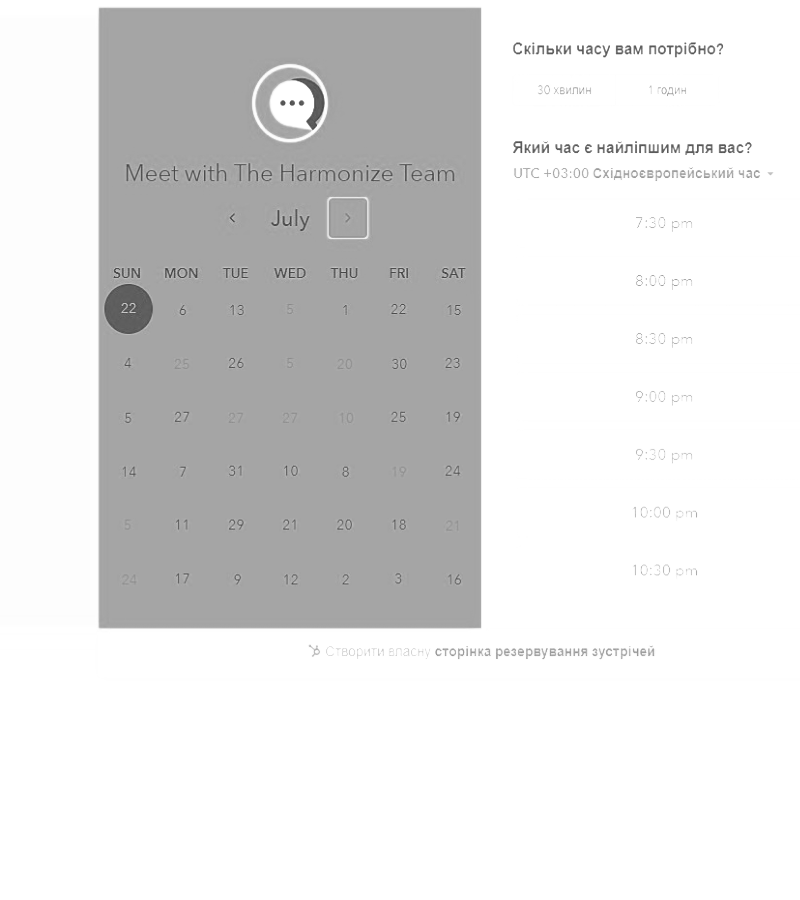 Meet with The Harmonize Team
July
SUN MON TUE WED THU FRI SAT
22 6 13 5 1 22 15
4 25 26 5 20 30 23
5 27 27 27 10 25 19
14 7 31 10 8 19 24
5 11 29 21 20 18 21
24 17 9 12 2 3 16
Скільки часу вам потрібно?
30 хвилин 1 годин
Який час є найліпшим для вас?
UTC +03:00 Східноєвропейський час
7:30 pm
8:00 pm
8:30 pm
9:00 pm
9:30 pm
10:00 pm
10:30 pm
Створити власну сторінка резервування зустрічей